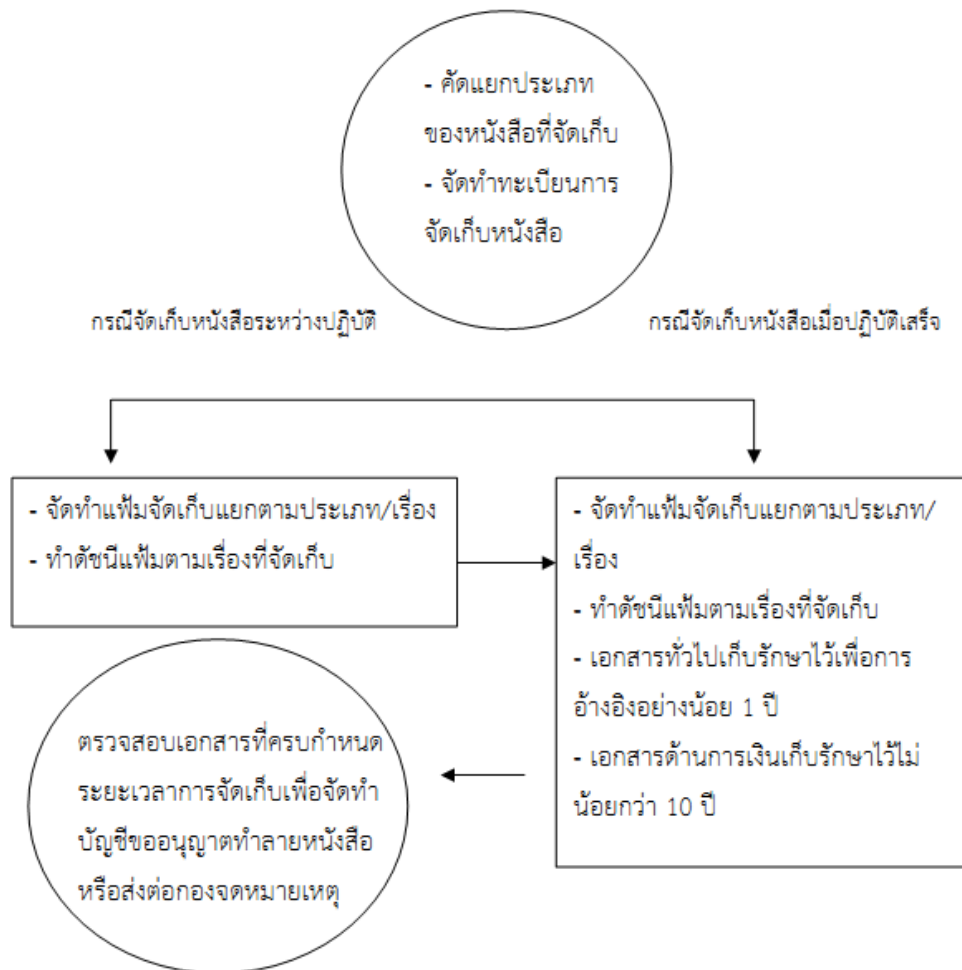 - คัดแยกประเภท
ของหนังสือที่จัดเก็บ
- จัดทำทะเบียนการ
จัดเก็บหนังสือ
กรณีจัดเก็บหนังสือระหว่างปฏิบัติ
กรณีจัดเก็บหนังสือเมื่อปฏิบัติเสร็จ
- จัดทำแฟ้มจัดเก็บแยกตามประเภท/เรื่อง
- ทำดัชนีแฟ้มตามเรื่องที่จัดเก็บ
- จัดทำแฟ้มจัดเก็บแยกตามประเภท/
เรื่อง
- ทำดัชนีแฟ้มตามเรื่องที่จัดเก็บ
- เอกสารทั่วไปเก็บรักษาไว้เพื่อการ
อ้างอิงอย่างน้อย 1 ปี
- เอกสารด้านการเงินเก็บรักษาไว้ไม่
น้อยกว่า 10 ปี
ตรวจสอบเอกสารที่ครบกำหนด
ระยะเวลาการจัดเก็บเพื่อจัดทำ
บัญชีขออนุญาตทำลายหนังสือ
หรือส่งต่อกองจดหมายเหตุ